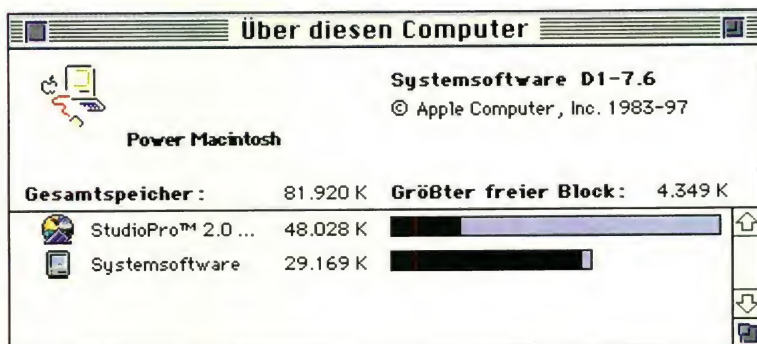 Über diesen Computer
Systemsoftware D1-7.6
© Apple Computer, Inc. 1983-97
Power Macintosh
Gesamtspeicher: 81.920 K Größter freier Block: 4.349 K
StudioPro™ 2.0 ... 48.028 K
Systemsoftware 29.169 K